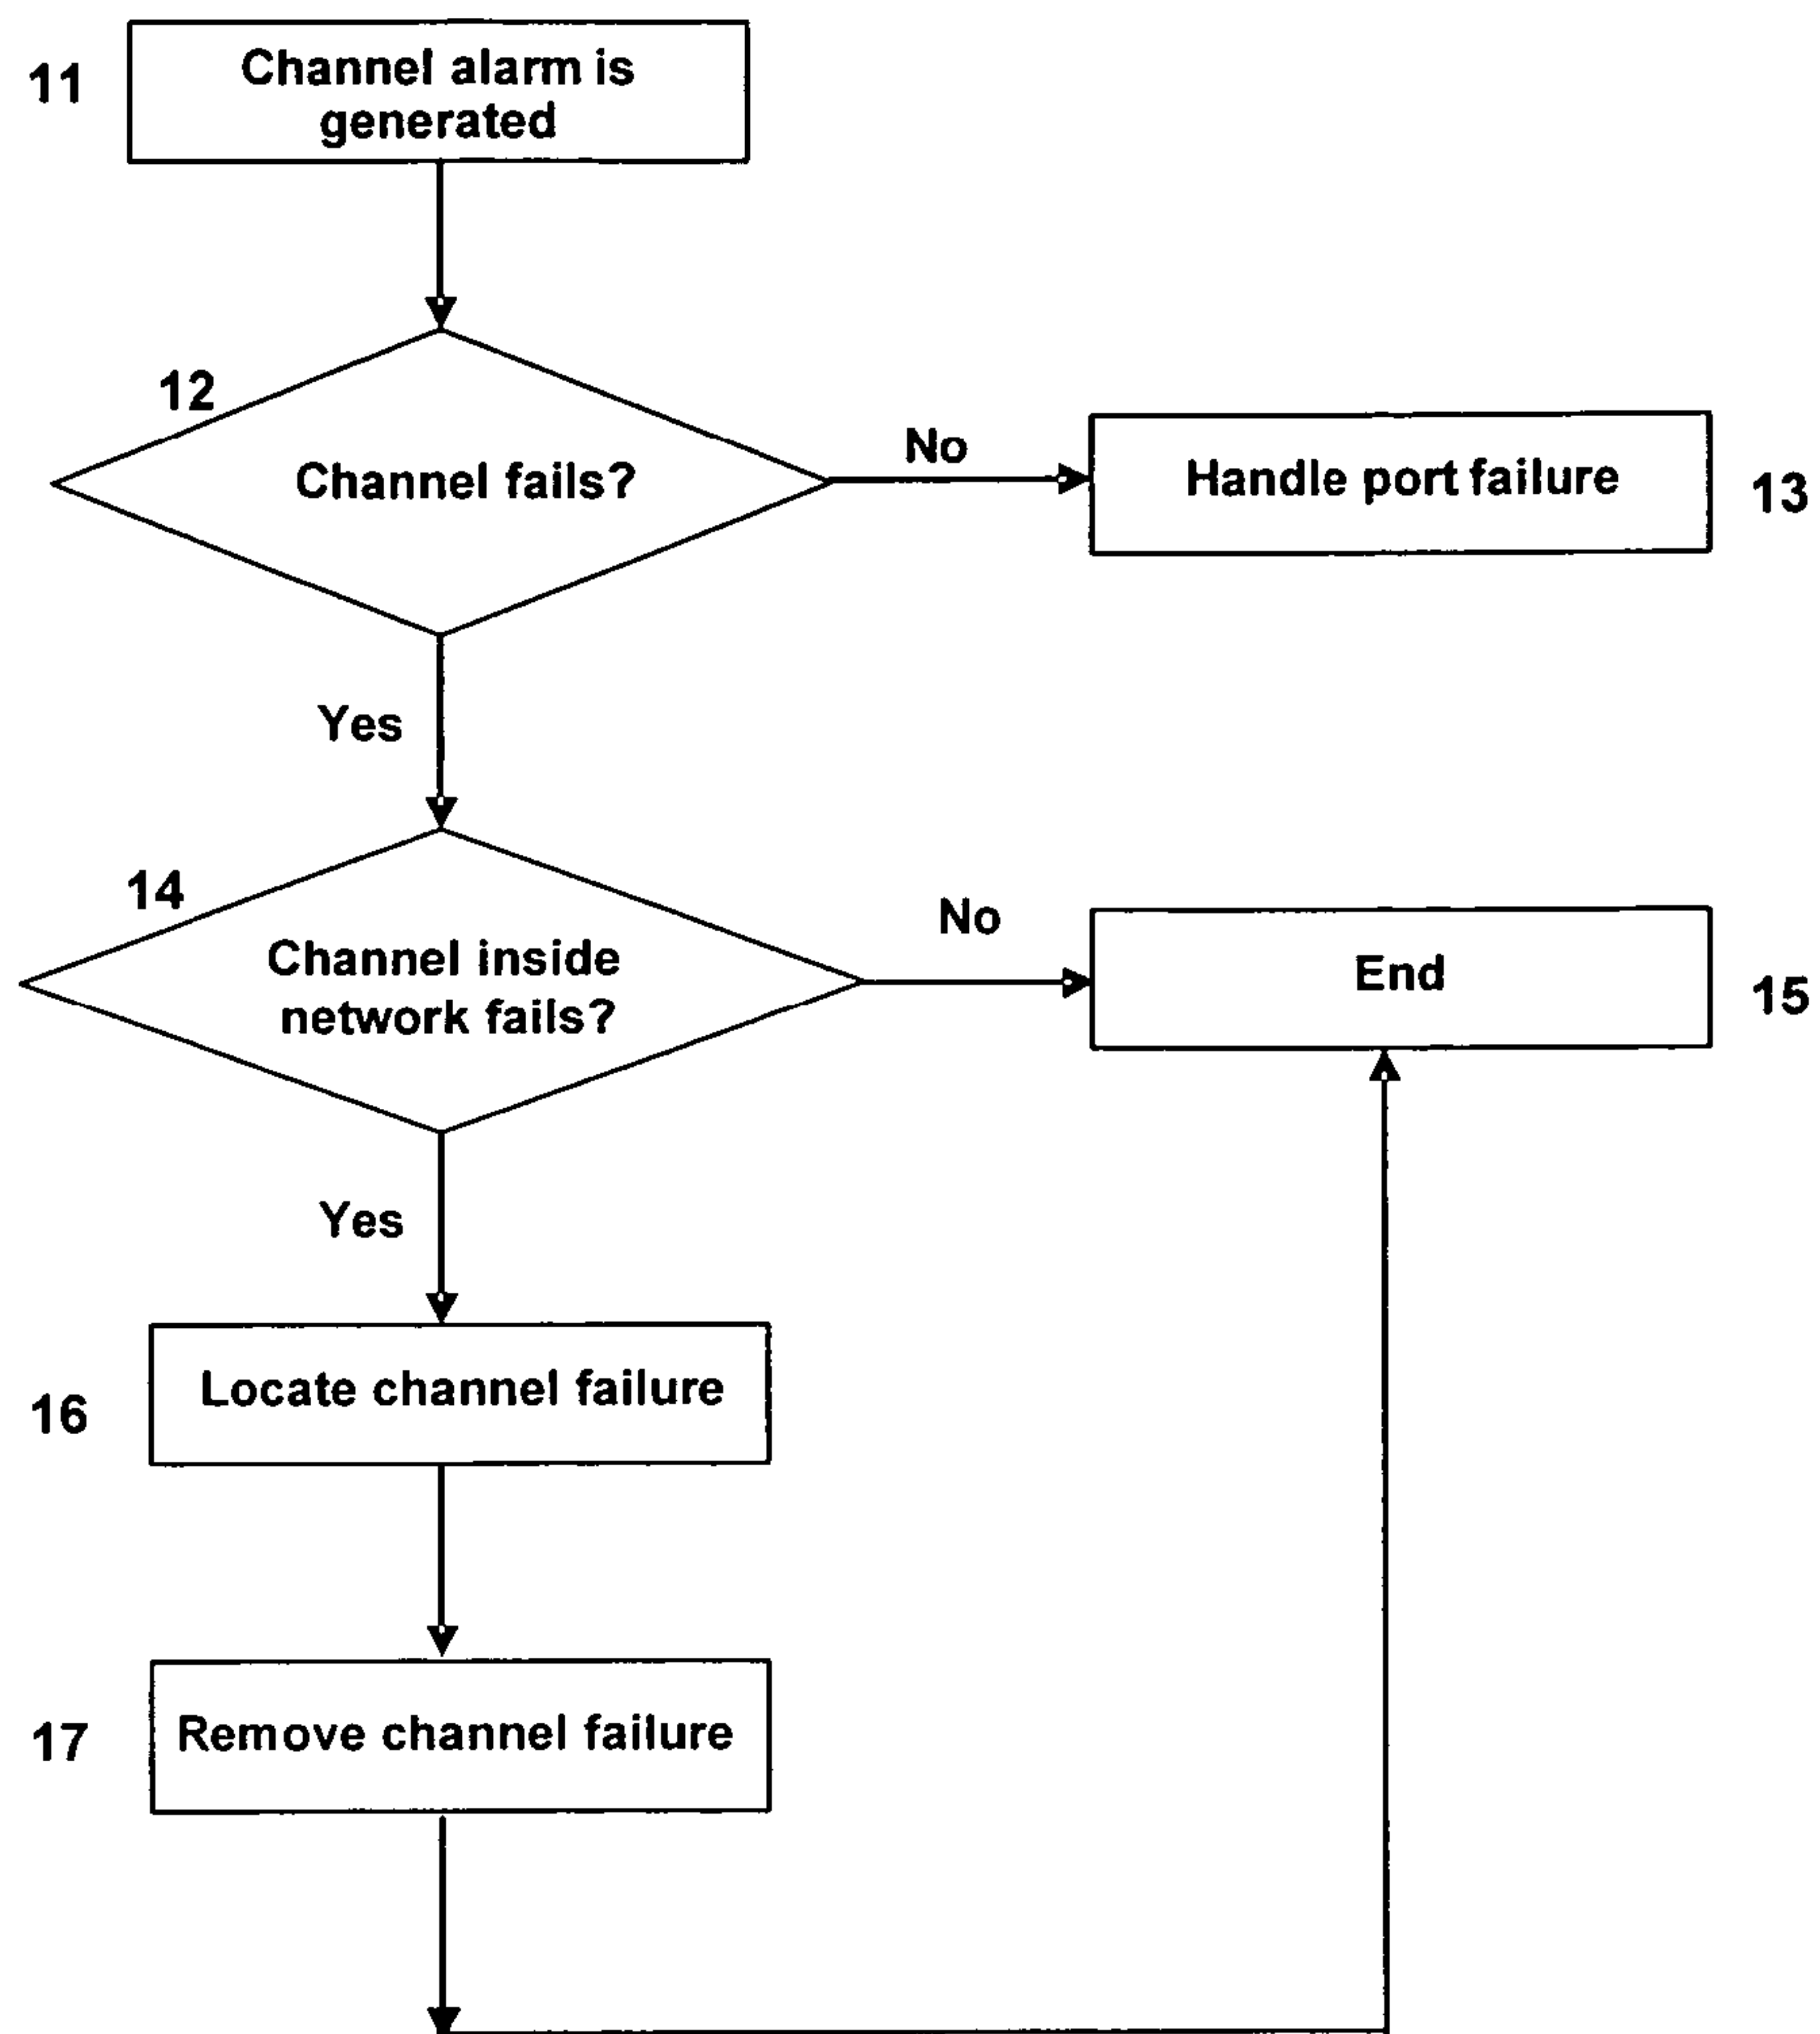 11
Channel alarm is
generated
12
Channel fails?
No
Handle port failure
13
Yes
14
Channel inside
network fails?
No
End
15
Yes
16
Locate channel failure
17
Remove channel failure